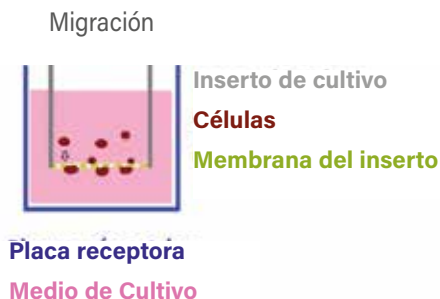 Migración
Inserto de cultivo
Células
Membrana del inserto
Placa receptora
Medio de Cultivo